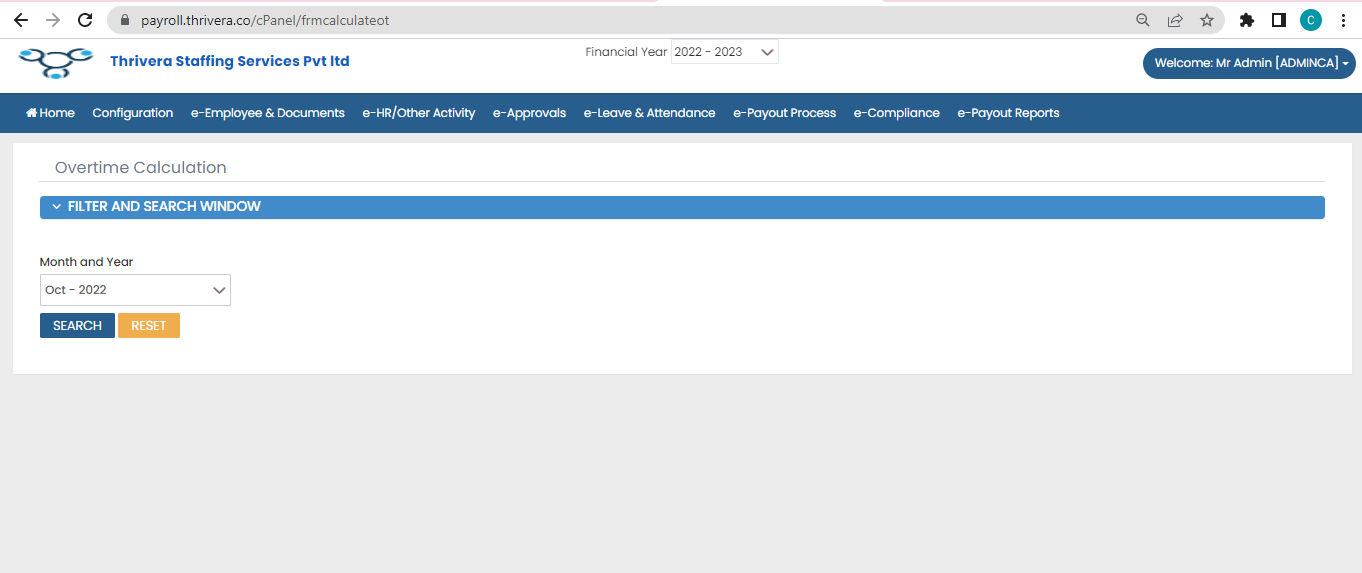 payroll.thrivera.co/cPanel/frmcalculateot
C
Thrivera Staffing Services Pvt ltd
Financial Year 2022 - 2023
Welcome: Mr Admin [ADMINCA]
Home Configuration e-Employee & Documents e-HR/Other Activity e-Approvals e-Leave & Attendance e-Payout Process e-Compliance e-Payout Reports
Overtime Calculation
FILTER AND SEARCH WINDOW
Month and Year
Oct - 2022
SEARCH RESET